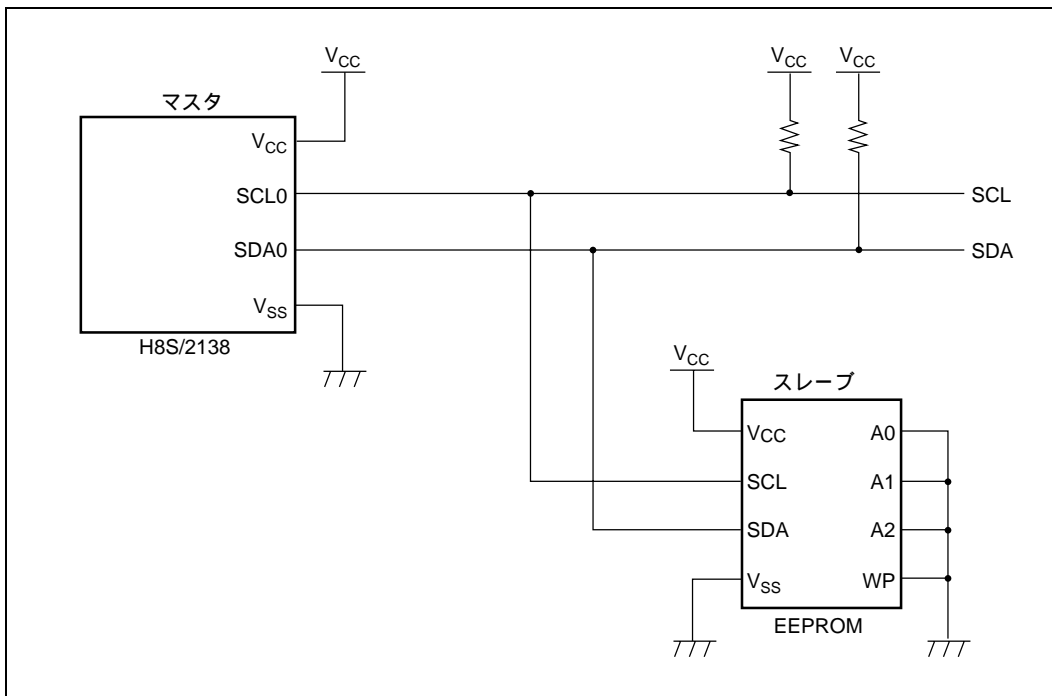 マスタ
VCC
VCC
SCL0
SDA0
VSS
H8S/2138
VCC
VCC
SCL
SDA
スレーブ
VCC
VCC
SCL
SDA
VSS
A0
A1
A2
WP
EEPROM